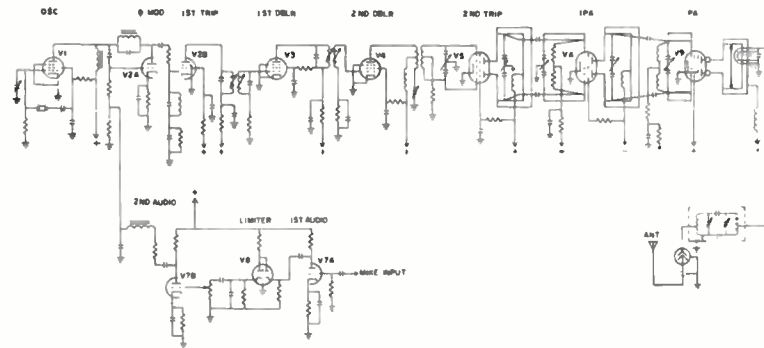 OSC
Ø MOD
1ST TRIP
1ST DBLR
2ND DBLR
2ND TRIP
IPA
PA
V1
V2A
V2B
V3
V4
V5
V6
V9
2ND AUDIO
LIMITER
1ST AUDIO
V7B
V8
V7A
MIKE INPUT
ANT